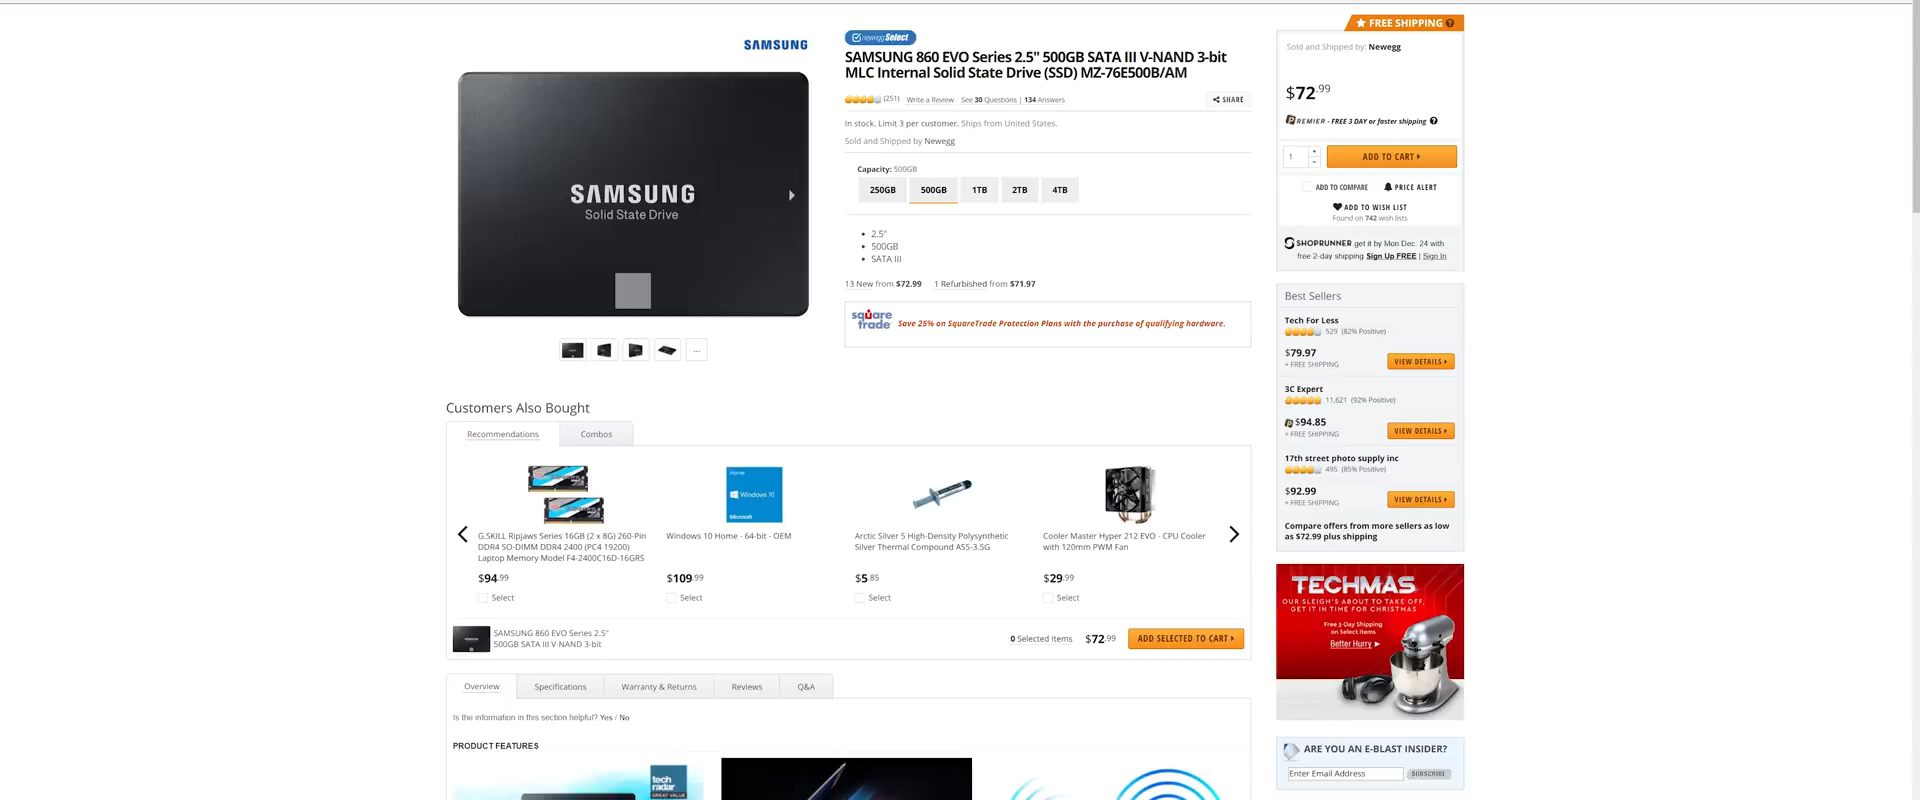 SAMSUNG
SAMSUNG
Solid State Drive
...
newegg Select
SAMSUNG 860 EVO Series 2.5" 500GB SATA III V-NAND 3-bit
MLC Internal Solid State Drive (SSD) MZ-76E500B/AM
(251) Write a Review See 30 Questions | 134 Answers
SHARE
In stock. Limit 3 per customer. Ships from United States.
Sold and Shipped by Newegg
Capacity: 500GB
250GB 500GB 1TB 2TB 4TB
• 2.5"
• 500GB
• SATA III
13 New from $72.99 1 Refurbished from $71.97
square trade
Save 25% on SquareTrade Protection Plans with the purchase of qualifying hardware.
FREE SHIPPING ?
Sold and Shipped by: Newegg
$72.99
PREMIER - FREE 3 DAY or faster shipping ?
1 + - ADD TO CART
ADD TO COMPARE PRICE ALERT
ADD TO WISH LIST
Found on 742 wish lists
SHOPRUNNER get it by Mon Dec. 24 with
free 2-day shipping Sign Up FREE | Sign In
Best Sellers
Tech For Less
529 (82% Positive)
$79.97
+ FREE SHIPPING
VIEW DETAILS
3C Expert
11,621 (92% Positive)
$94.85
+ FREE SHIPPING
VIEW DETAILS
17th street photo supply inc
495 (85% Positive)
$92.99
+ FREE SHIPPING
VIEW DETAILS
Compare offers from more sellers as low
as $72.99 plus shipping
Customers Also Bought
Recommendations Combos
G.SKILL Ripjaws Series 16GB (2 x 8G) 260-Pin
DDR4 SO-DIMM DDR4 2400 (PC4 19200)
Laptop Memory Model F4-2400C16D-16GRS
$94.99
Select
Home
Windows 10
Microsoft
Windows 10 Home - 64-bit - OEM
$109.99
Select
Arctic Silver 5 High-Density Polysynthetic
Silver Thermal Compound AS5-3.5G
$5.85
Select
Cooler Master Hyper 212 EVO - CPU Cooler
with 120mm PWM Fan
$29.99
Select
SAMSUNG 860 EVO Series 2.5"
500GB SATA III V-NAND 3-bit
0 Selected Items $72.99 ADD SELECTED TO CART
TECHMAS
OUR SLEIGH'S ABOUT TO TAKE OFF,
GET IT IN TIME FOR CHRISTMAS
Free 3-Day Shipping
on Select Items
Better Hurry
Overview Specifications Warranty & Returns Reviews Q&A
Is the information in this section helpful? Yes / No
PRODUCT FEATURES
tech
radar
GREAT VALUE
ARE YOU AN E-BLAST INSIDER?
Enter Email Address SUBSCRIBE